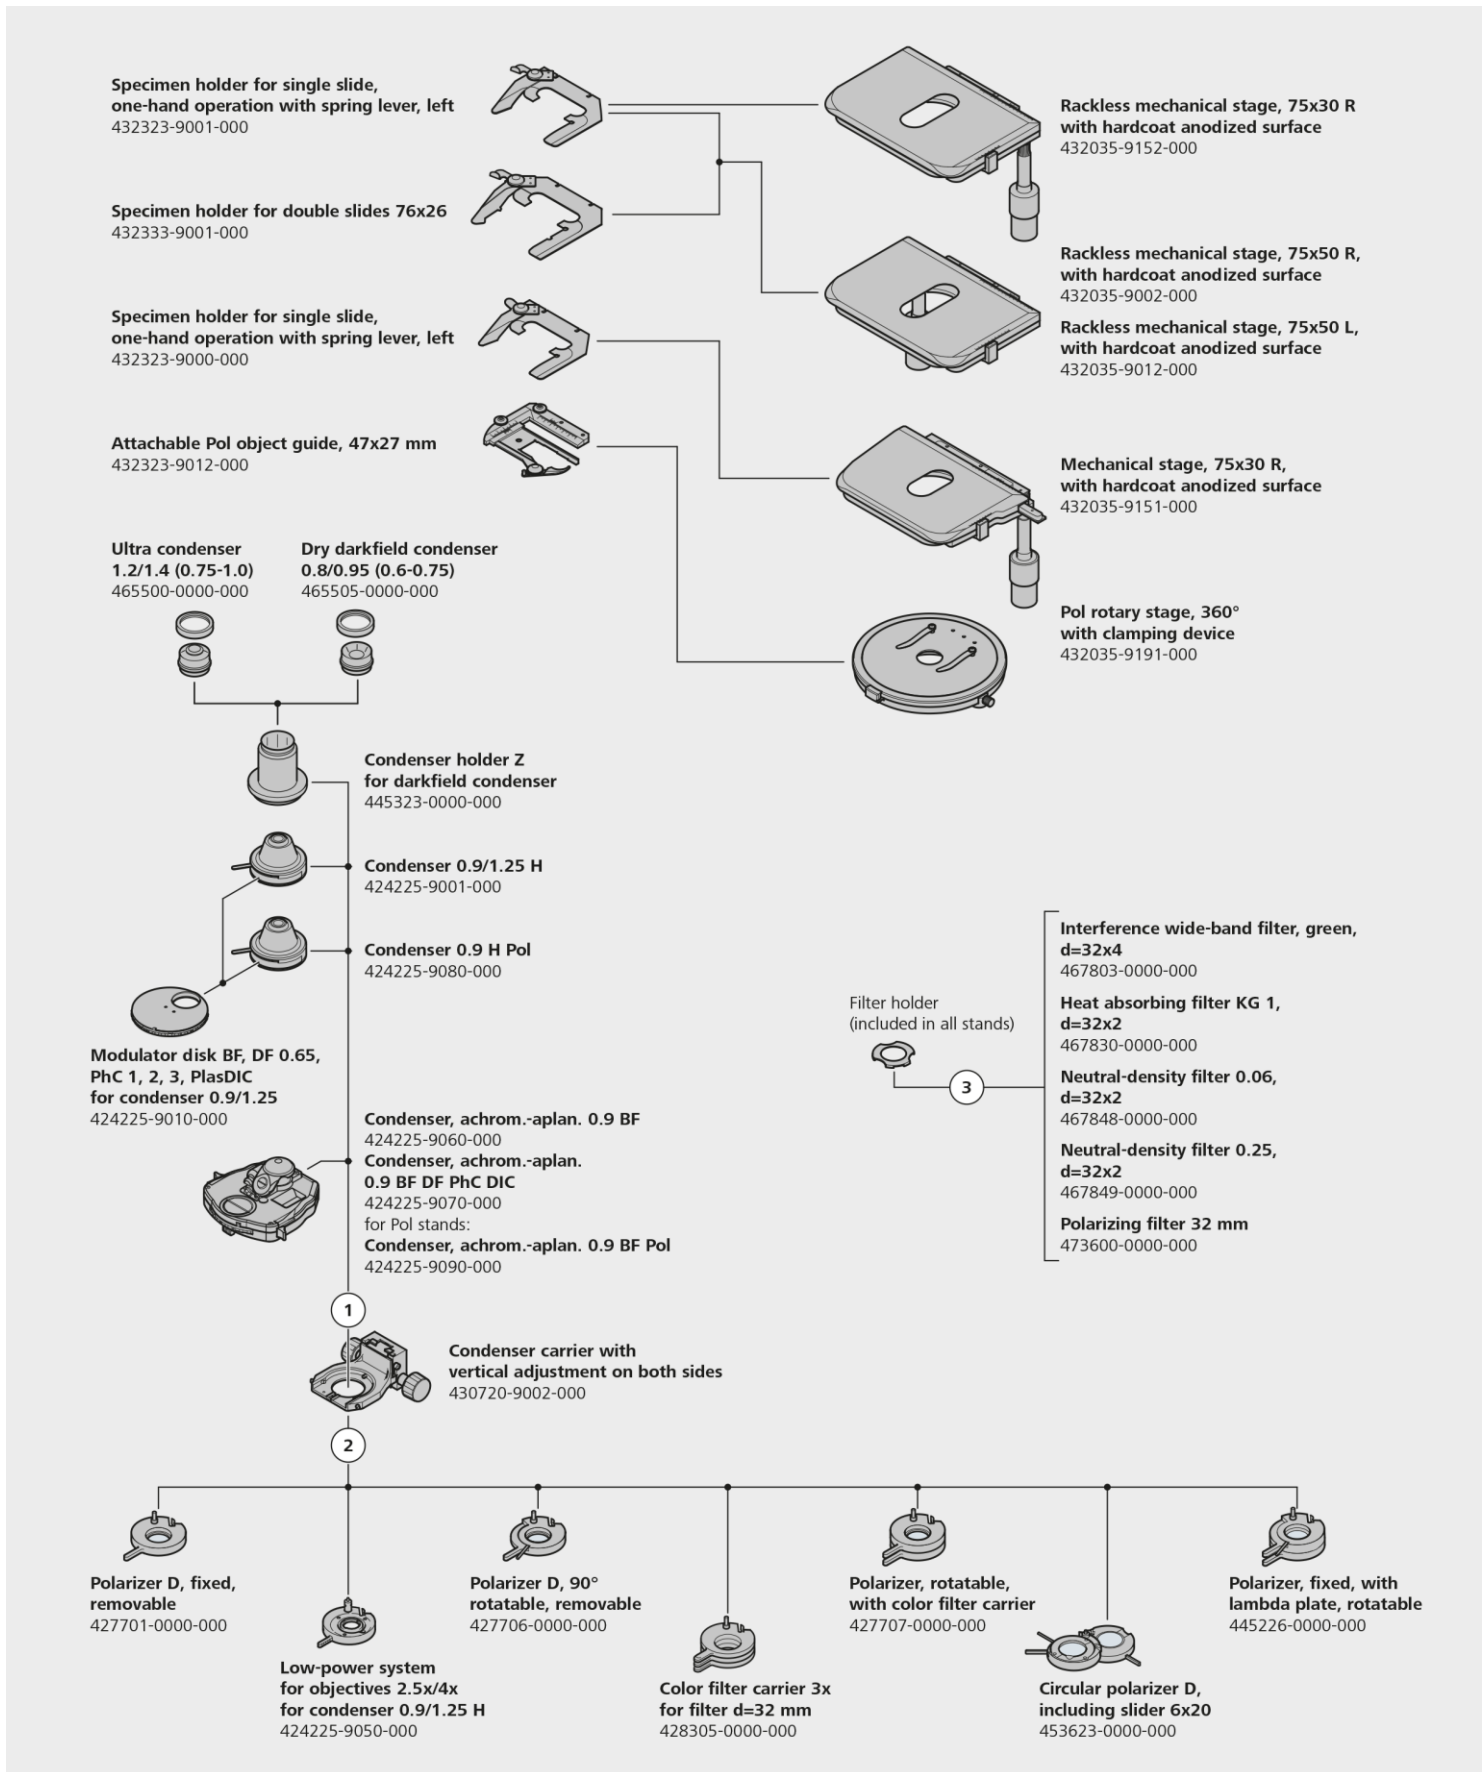 Specimen holder for single slide,
one-hand operation with spring lever, left
432323-9001-000
Specimen holder for double slides 76x26
432333-9001-000
Specimen holder for single slide,
one-hand operation with spring lever, left
432323-9000-000
Attachable Pol object guide, 47x27 mm
432323-9012-000
Rackless mechanical stage, 75x30 R
with hardcoat anodized surface
432035-9152-000
Rackless mechanical stage, 75x50 R,
with hardcoat anodized surface
432035-9002-000
Rackless mechanical stage, 75x50 L,
with hardcoat anodized surface
432035-9012-000
Mechanical stage, 75x30 R,
with hardcoat anodized surface
432035-9151-000
Pol rotary stage, 360°
with clamping device
432035-9191-000
Ultra condenser
1.2/1.4 (0.75-1.0)
465500-0000-000
Dry darkfield condenser
0.8/0.95 (0.6-0.75)
465505-0000-000
Condenser holder Z
for darkfield condenser
445323-0000-000
Condenser 0.9/1.25 H
424225-9001-000
Condenser 0.9 H Pol
424225-9080-000
Modulator disk BF, DF 0.65,
PhC 1, 2, 3, PlasDIC
for condenser 0.9/1.25
424225-9010-000
Condenser, achrom.-aplan. 0.9 BF
424225-9060-000
Condenser, achrom.-aplan.
0.9 BF DF PhC DIC
424225-9070-000
for Pol stands:
Condenser, achrom.-aplan. 0.9 BF Pol
424225-9090-000
Filter holder
(included in all stands)
3
Interference wide-band filter, green,
d=32x4
467803-0000-000
Heat absorbing filter KG 1,
d=32x2
467830-0000-000
Neutral-density filter 0.06,
d=32x2
467848-0000-000
Neutral-density filter 0.25,
d=32x2
467849-0000-000
Polarizing filter 32 mm
473600-0000-000
1
Condenser carrier with
vertical adjustment on both sides
430720-9002-000
2
Polarizer D, fixed,
removable
427701-0000-000
Low-power system
for objectives 2.5x/4x
for condenser 0.9/1.25 H
424225-9050-000
Polarizer D, 90°
rotatable, removable
427706-0000-000
Color filter carrier 3x
for filter d=32 mm
428305-0000-000
Polarizer, rotatable,
with color filter carrier
427707-0000-000
Circular polarizer D,
including slider 6x20
453623-0000-000
Polarizer, fixed, with
lambda plate, rotatable
445226-0000-000